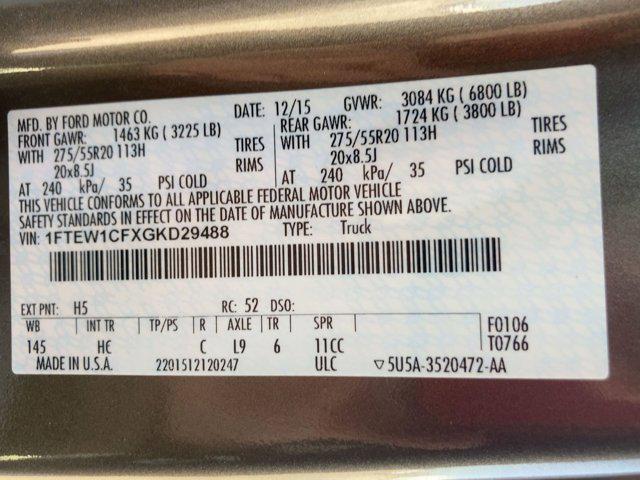 MFD. BY FORD MOTOR CO. DATE: 12/15 GVWR: 3084 KG ( 6800 LB)
FRONT GAWR: 1463 KG ( 3225 LB) REAR GAWR: 1724 KG ( 3800 LB)
WITH 275/55R20 113H TIRES WITH 275/55R20 113H TIRES
20x8.5J RIMS 20x8.5J RIMS
AT 240 kPa/ 35 PSI COLD AT 240 kPa/ 35 PSI COLD
THIS VEHICLE CONFORMS TO ALL APPLICABLE FEDERAL MOTOR VEHICLE
SAFETY STANDARDS IN EFFECT ON THE DATE OF MANUFACTURE SHOWN ABOVE.
VIN: 1FTEW1CFXGKD29488 TYPE: Truck
EXT PNT: H5 RC: 52 DSO:
WB INT TR TP/PS R AXLE TR SPR F0106
145 HC C L9 6 11CC T0766
MADE IN U.S.A. 2201512120247 ULC ▽5U5A-3520472-AA